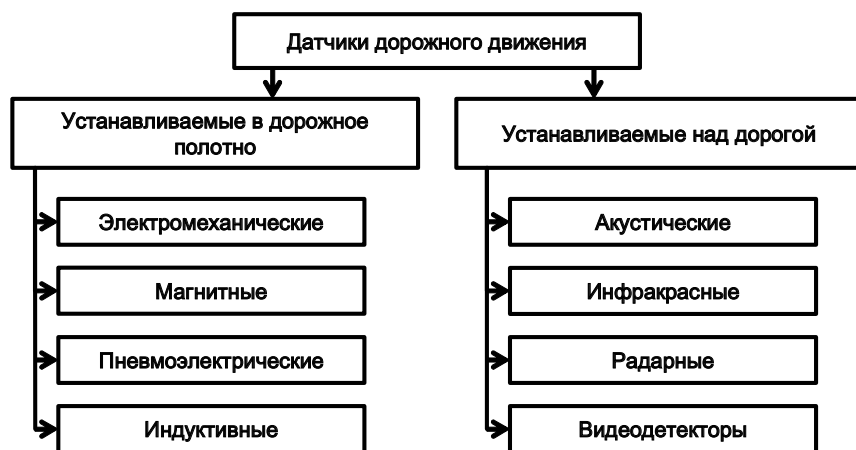 Датчики дорожного движения
Устанавливаемые в дорожное
полотно
Устанавливаемые над дорогой
Электромеханические
Магнитные
Пневмоэлектрические
Индуктивные
Акустические
Инфракрасные
Радарные
Видеодетекторы